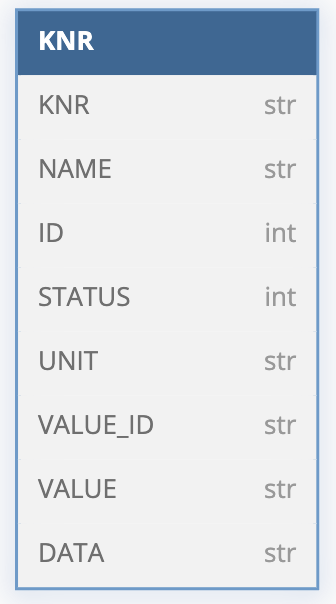 KNR
KNR str
NAME str
ID int
STATUS int
UNIT str
VALUE_ID str
VALUE str
DATA str